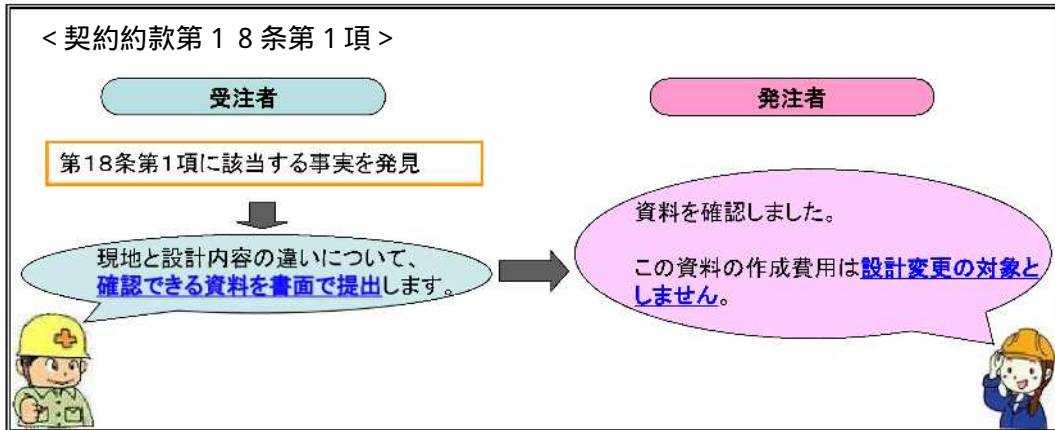 <契約約款第１８条第１項>
受注者
発注者
第18条第1項に該当する事実を発見
現地と設計内容の違いについて、
確認できる資料を書面で提出します。
資料を確認しました。
この資料の作成費用は設計変更の対象と
しません。